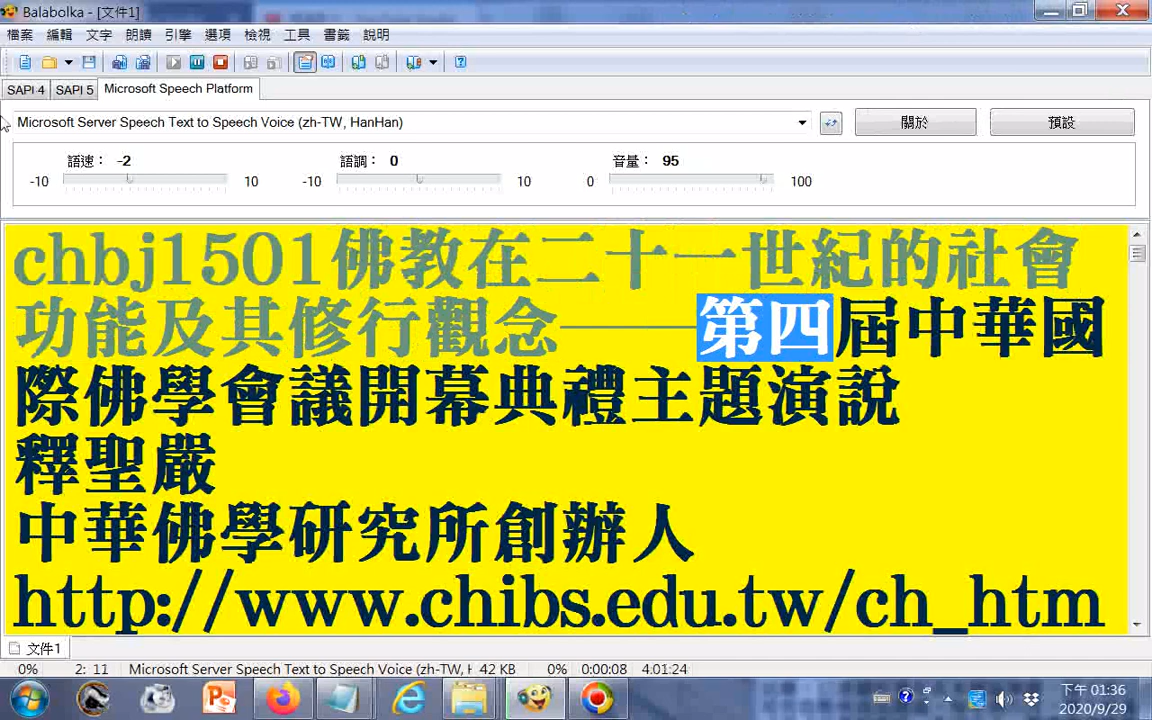 Balabolka - [文件1]
檔案 編輯 文字 朗讀 引擎 選項 檢視 工具 書籤 說明
SAPI 4 SAPI 5 Microsoft Speech Platform
Microsoft Server Speech Text to Speech Voice (zh-TW, HanHan) 關於 預設
語速： -2 語調： 0 音量： 95
-10 10 -10 10 0 100
chbj1501佛教在二十一世紀的社會
功能及其修行觀念——第四屆中華國
際佛學會議開幕典禮主題演說
釋聖嚴
中華佛學研究所創辦人
http://www.chibs.edu.tw/ch_htm
文件1
0% 2: 11 Microsoft Server Speech Text to Speech Voice (zh-TW, H 42 KB 0% 0:00:08 4:01:24
下午 01:36
2020/9/29